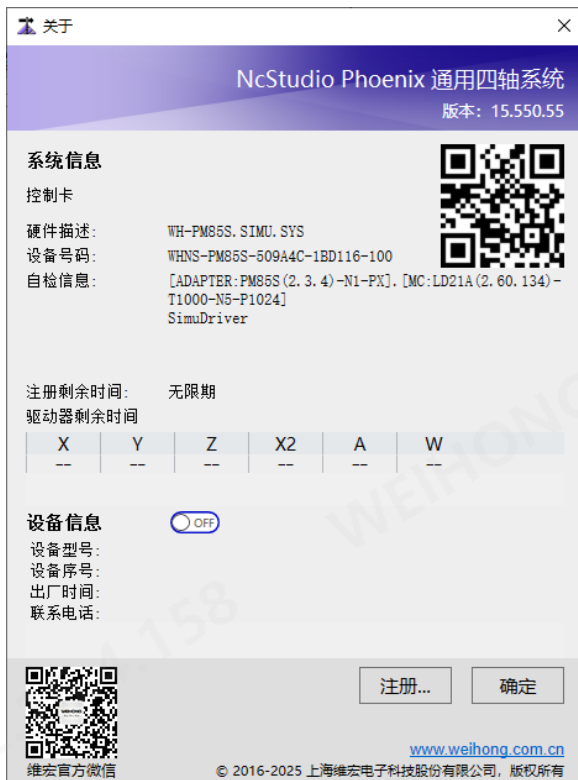 关于
NcStudio Phoenix 通用四轴系统
版本: 15.550.55
系统信息
控制卡
硬件描述: WH-PM85S.SIMU.SYS
设备号码: WHNS-PM85S-509A4C-1BD116-100
自检信息: [ADAPTER:PM85S(2.3.4)-N1-PX].[MC:LD21A(2.60.134)-
T1000-N5-P1024]
SimuDriver
注册剩余时间: 无限期
驱动器剩余时间
X Y Z X2 A W
-- -- -- -- -- --
设备信息 OFF
设备型号:
设备序号:
出厂时间:
联系电话:
WEIHONG
4.158
注册... 确定
www.weihong.com.cn
维宏官方微信 © 2016-2025 上海维宏电子科技股份有限公司，版权所有